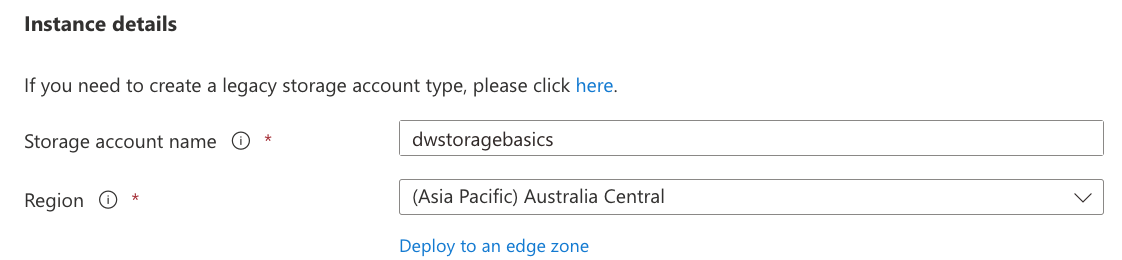 Instance details
If you need to create a legacy storage account type, please click here.
Storage account name * dwstoragebasics
Region * (Asia Pacific) Australia Central
Deploy to an edge zone